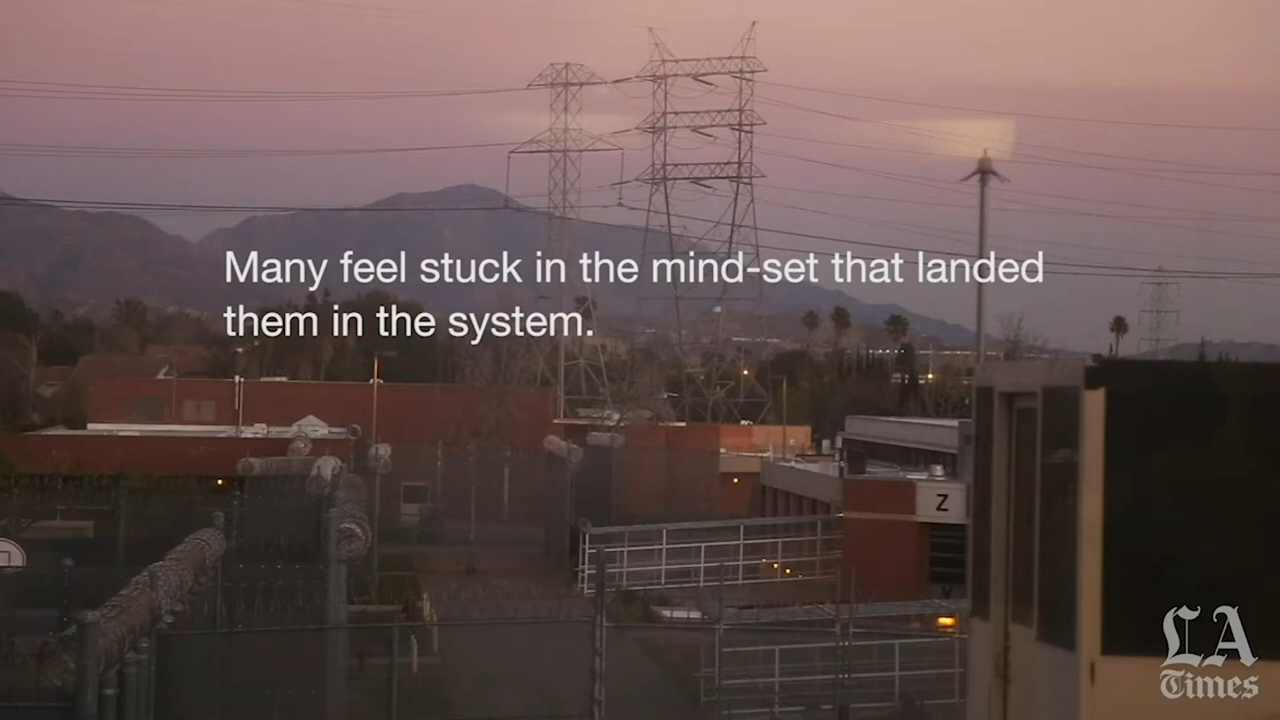 Many feel stuck in the mind-set that landed
them in the system.
Z
LA
Times